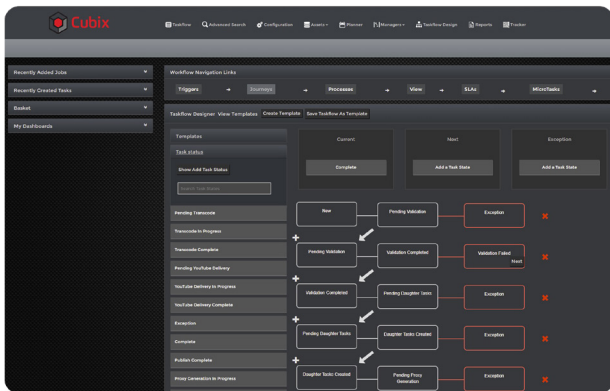 Cubix
Taskflow Advanced Search Configuration Assets Planner Managers Taskflow Design Reports Tracker
Recently Added Jobs
Recently Created Tasks
Basket
My Dashboards
Workflow Navigation Links
Triggers → Journeys → Processes → View → SLAs → MicroTasks →
Taskflow Designer View Templates Create Template Save Taskflow As Template
Templates
Task status
Show Add Task Status
Pending Transcode
Transcode In Progress
Transcode Complete
Pending YouTube Delivery
YouTube Delivery In Progress
YouTube Delivery Complete
Exception
Complete
Publish Complete
Proxy Generation in Progress
Current Next Exception
Complete Add a Task State Add a Task State
New Pending Validation Exception
Pending Validation Validation Completed Validation Failed
Next
Validation Completed Pending Daughter Tasks Exception
Pending Daughter Tasks Daughter Tasks Created Exception
Daughter Tasks Created Pending Proxy Generation Exception